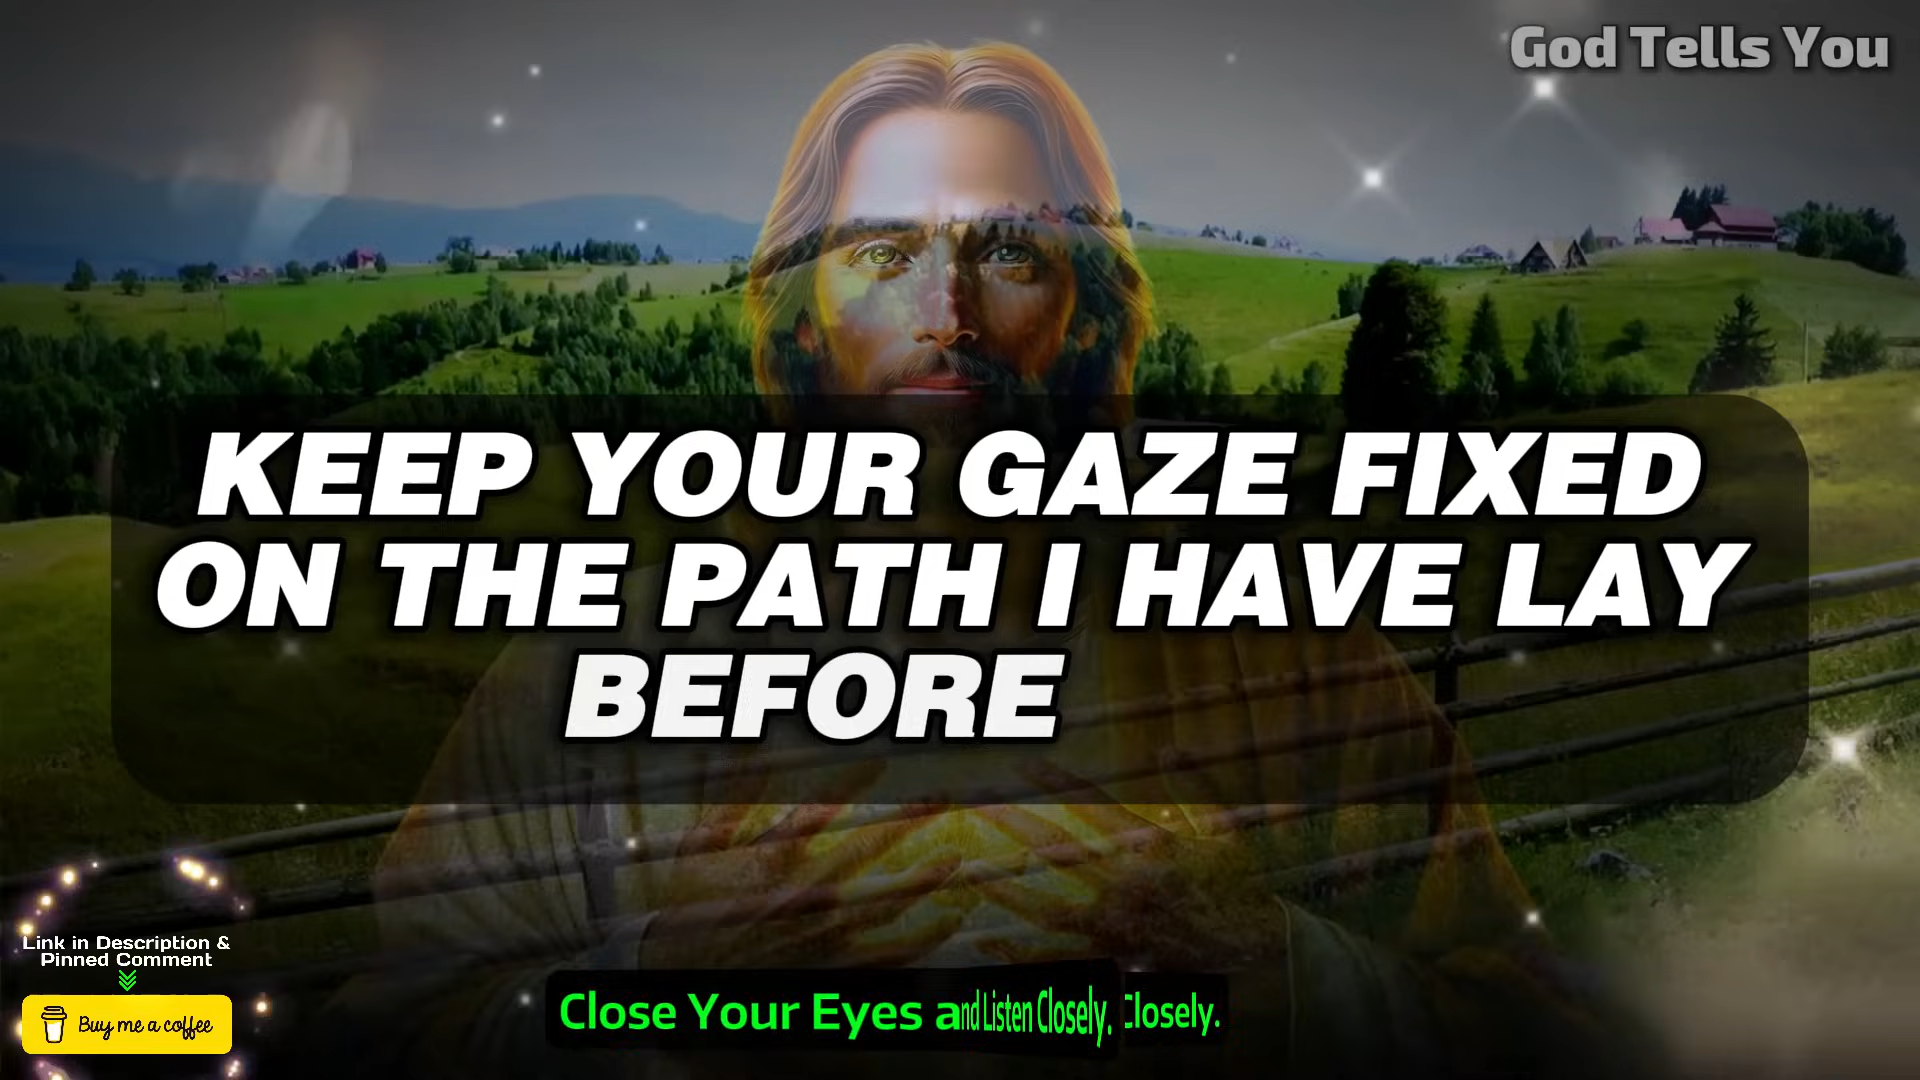 God Tells You
KEEP YOUR GAZE FIXED
ON THE PATH I HAVE LAY
BEFORE
Link in Description &
Pinned Comment
Buy me a coffee
Close Your Eyes and Listen Closely. Closely.